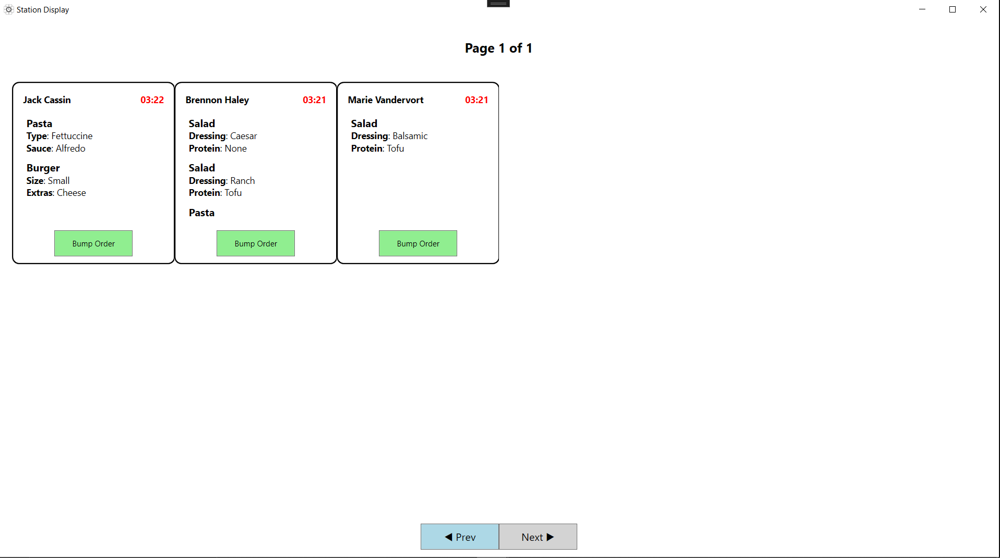 Station Display
Page 1 of 1
Jack Cassin 03:22
Pasta
Type: Fettuccine
Sauce: Alfredo
Burger
Size: Small
Extras: Cheese
Bump Order
Brennon Haley 03:21
Salad
Dressing: Caesar
Protein: None
Salad
Dressing: Ranch
Protein: Tofu
Pasta
Bump Order
Marie Vandervort 03:21
Salad
Dressing: Balsamic
Protein: Tofu
Bump Order
◀ Prev
Next ▶